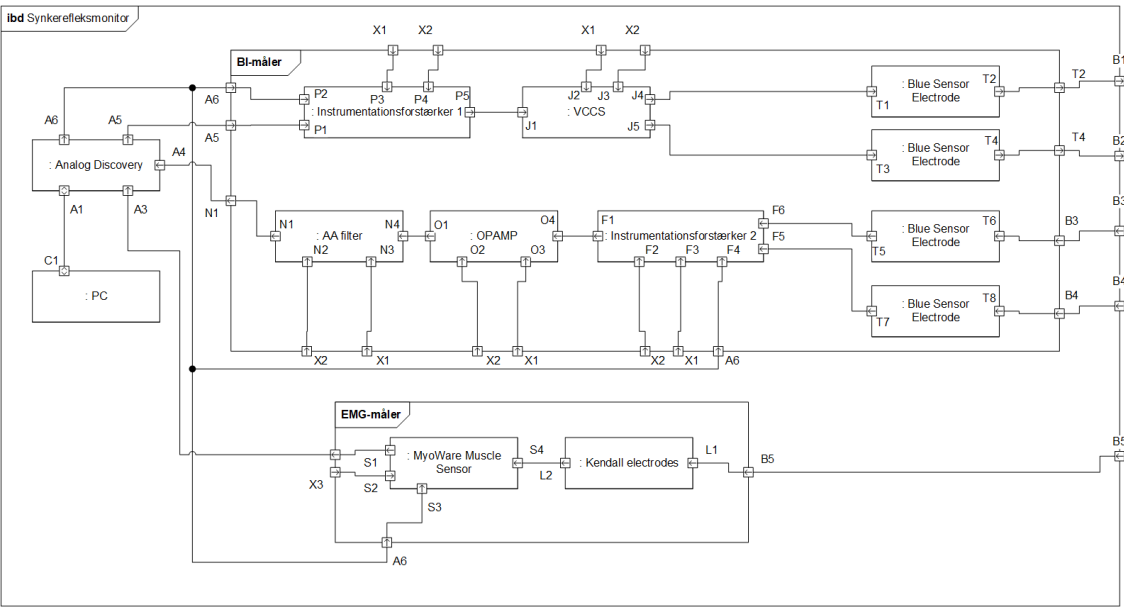 ibd Synkerefleksmonitor
X1
X2
X1
X2
BI-måler
B1
T2
A6
P2
P3
P4
P5
: Instrumentationsforstærker 1
P1
J2
J3
J4
: VCCS
J1
J5
: Blue Sensor
Electrode
T2
T1
A6
A5
A5
A4
: Analog Discovery
A1
A3
: Blue Sensor
Electrode
T4
T3
T4
B2
N1
N1
N4
: AA filter
N2
N3
O1
O4
: OPAMP
O2
O3
F1
: Instrumentationsforstærker 2
F2
F3
F4
F6
F5
: Blue Sensor
Electrode
T6
T5
B3
B3
C1
: PC
: Blue Sensor
Electrode
T8
T7
B4
B4
X2
X1
X2
X1
X2
X1
A6
EMG-måler
S1
S2
: MyoWare Muscle
Sensor
S3
S4
L2
: Kendall electrodes
L1
B5
B5
X3
A6